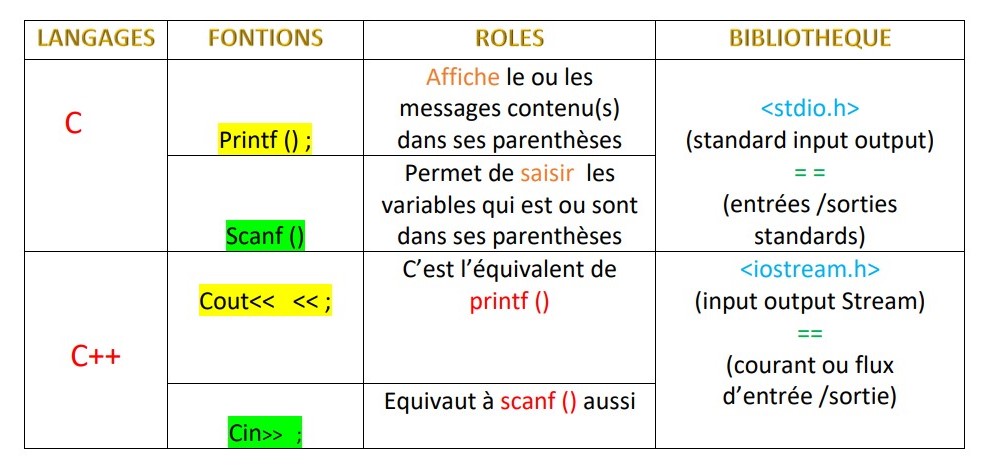 LANGAGES FONTIONS ROLES BIBLIOTHEQUE
C
Printf () ;
Affiche le ou les
messages contenu(s)
dans ses parenthèses
<stdio.h>
(standard input output)
= =
(entrées /sorties
standards)
Scanf ()
Permet de saisir les
variables qui est ou sont
dans ses parenthèses
C++
Cout<< << ;
C’est l’équivalent de
printf ()
<iostream.h>
(input output Stream)
==
(courant ou flux
d’entrée /sortie)
Cin>> ;
Equivaut à scanf () aussi